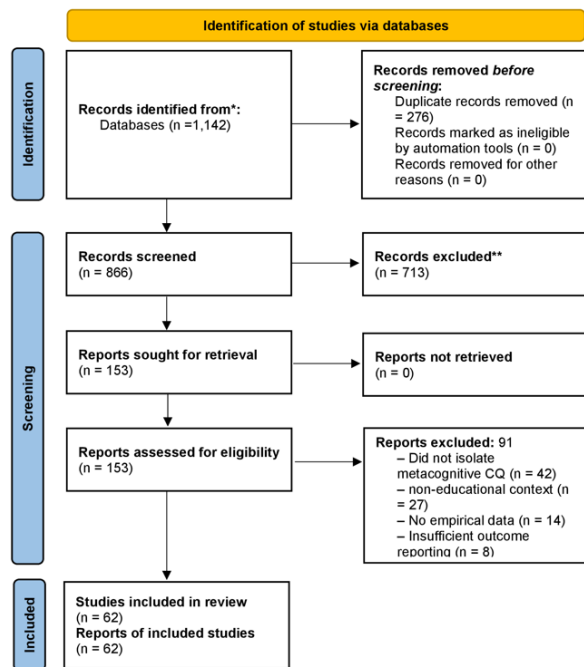 Identification of studies via databases
Identification
Records identified from*:
Databases (n =1,142)
Records removed before
screening:
Duplicate records removed (n
= 276)
Records marked as ineligible
by automation tools (n = 0)
Records removed for other
reasons (n = 0)
Screening
Records screened
(n = 866)
Records excluded**
(n = 713)
Reports sought for retrieval
(n = 153)
Reports not retrieved
(n = 0)
Reports assessed for eligibility
(n = 153)
Reports excluded: 91
– Did not isolate
metacognitive CQ (n = 42)
– non-educational context (n
= 27)
– No empirical data (n = 14)
– Insufficient outcome
reporting (n = 8)
Included
Studies included in review
(n = 62)
Reports of included studies
(n = 62)